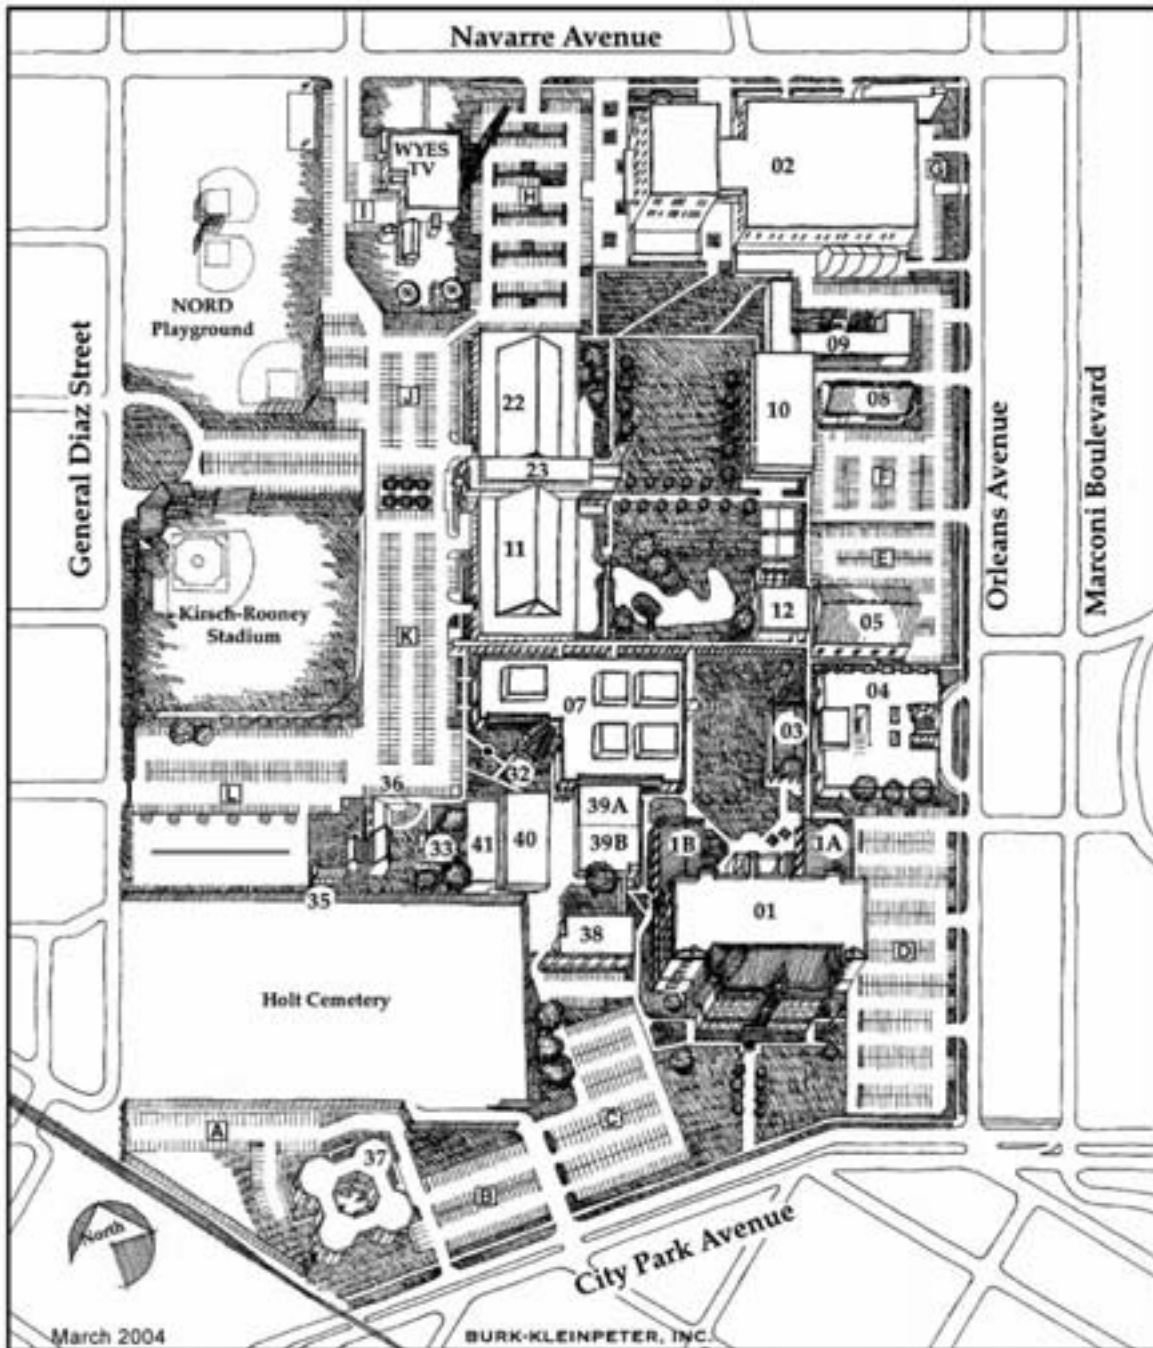 Navarre Avenue
WYES
TV
02
G
H
I
NORD
Playground
09
General Diaz Street
J
22
10
08
23
F
Orleans Avenue
Marconi Boulevard
11
E
Kirsch-Rooney
Stadium
K
12
05
07
04
03
32
36
L
39A
41
40
39B
33
1B
1A
35
01
38
D
Holt Cemetery
A
C
37
B
North
City Park Avenue
March 2004
BURK-KLEINPETER, INC.